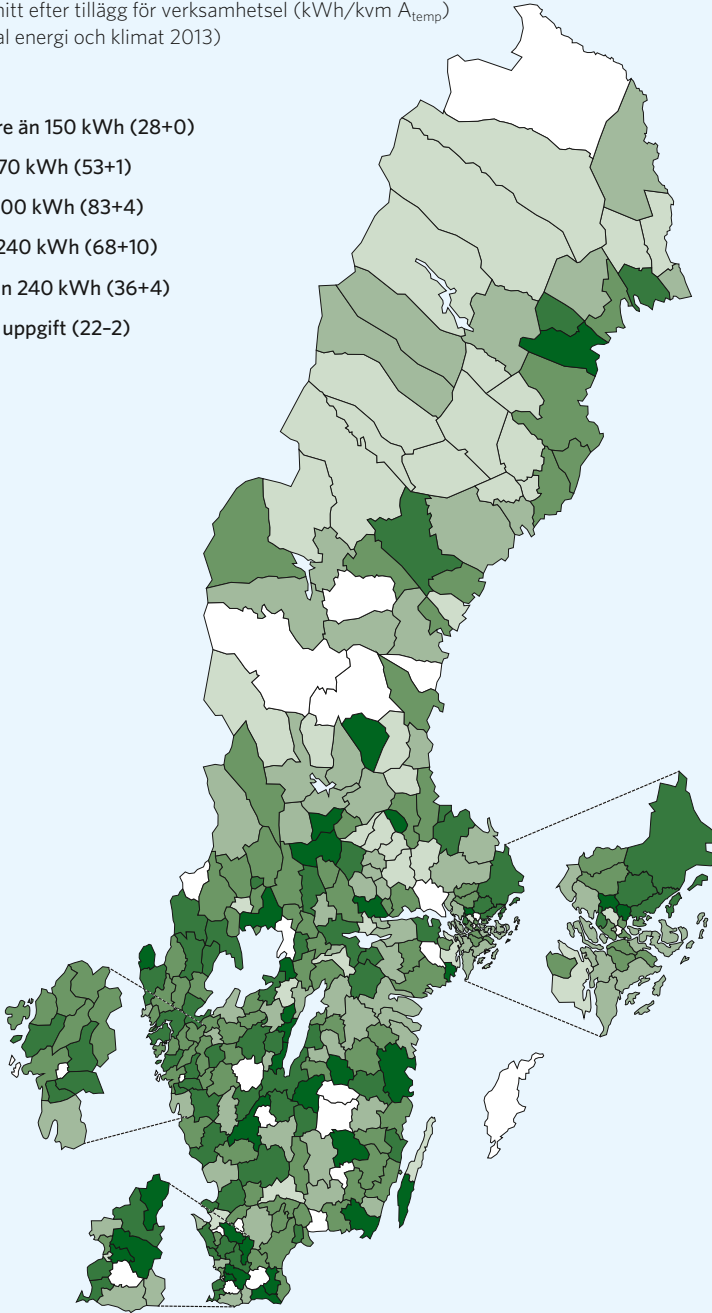 nitt efter tillägg för verksamhetsel (kWh/kvm Atemp)
al energi och klimat 2013)
re än 150 kWh (28+0)
70 kWh (53+1)
00 kWh (83+4)
240 kWh (68+10)
n 240 kWh (36+4)
uppgift (22–2)